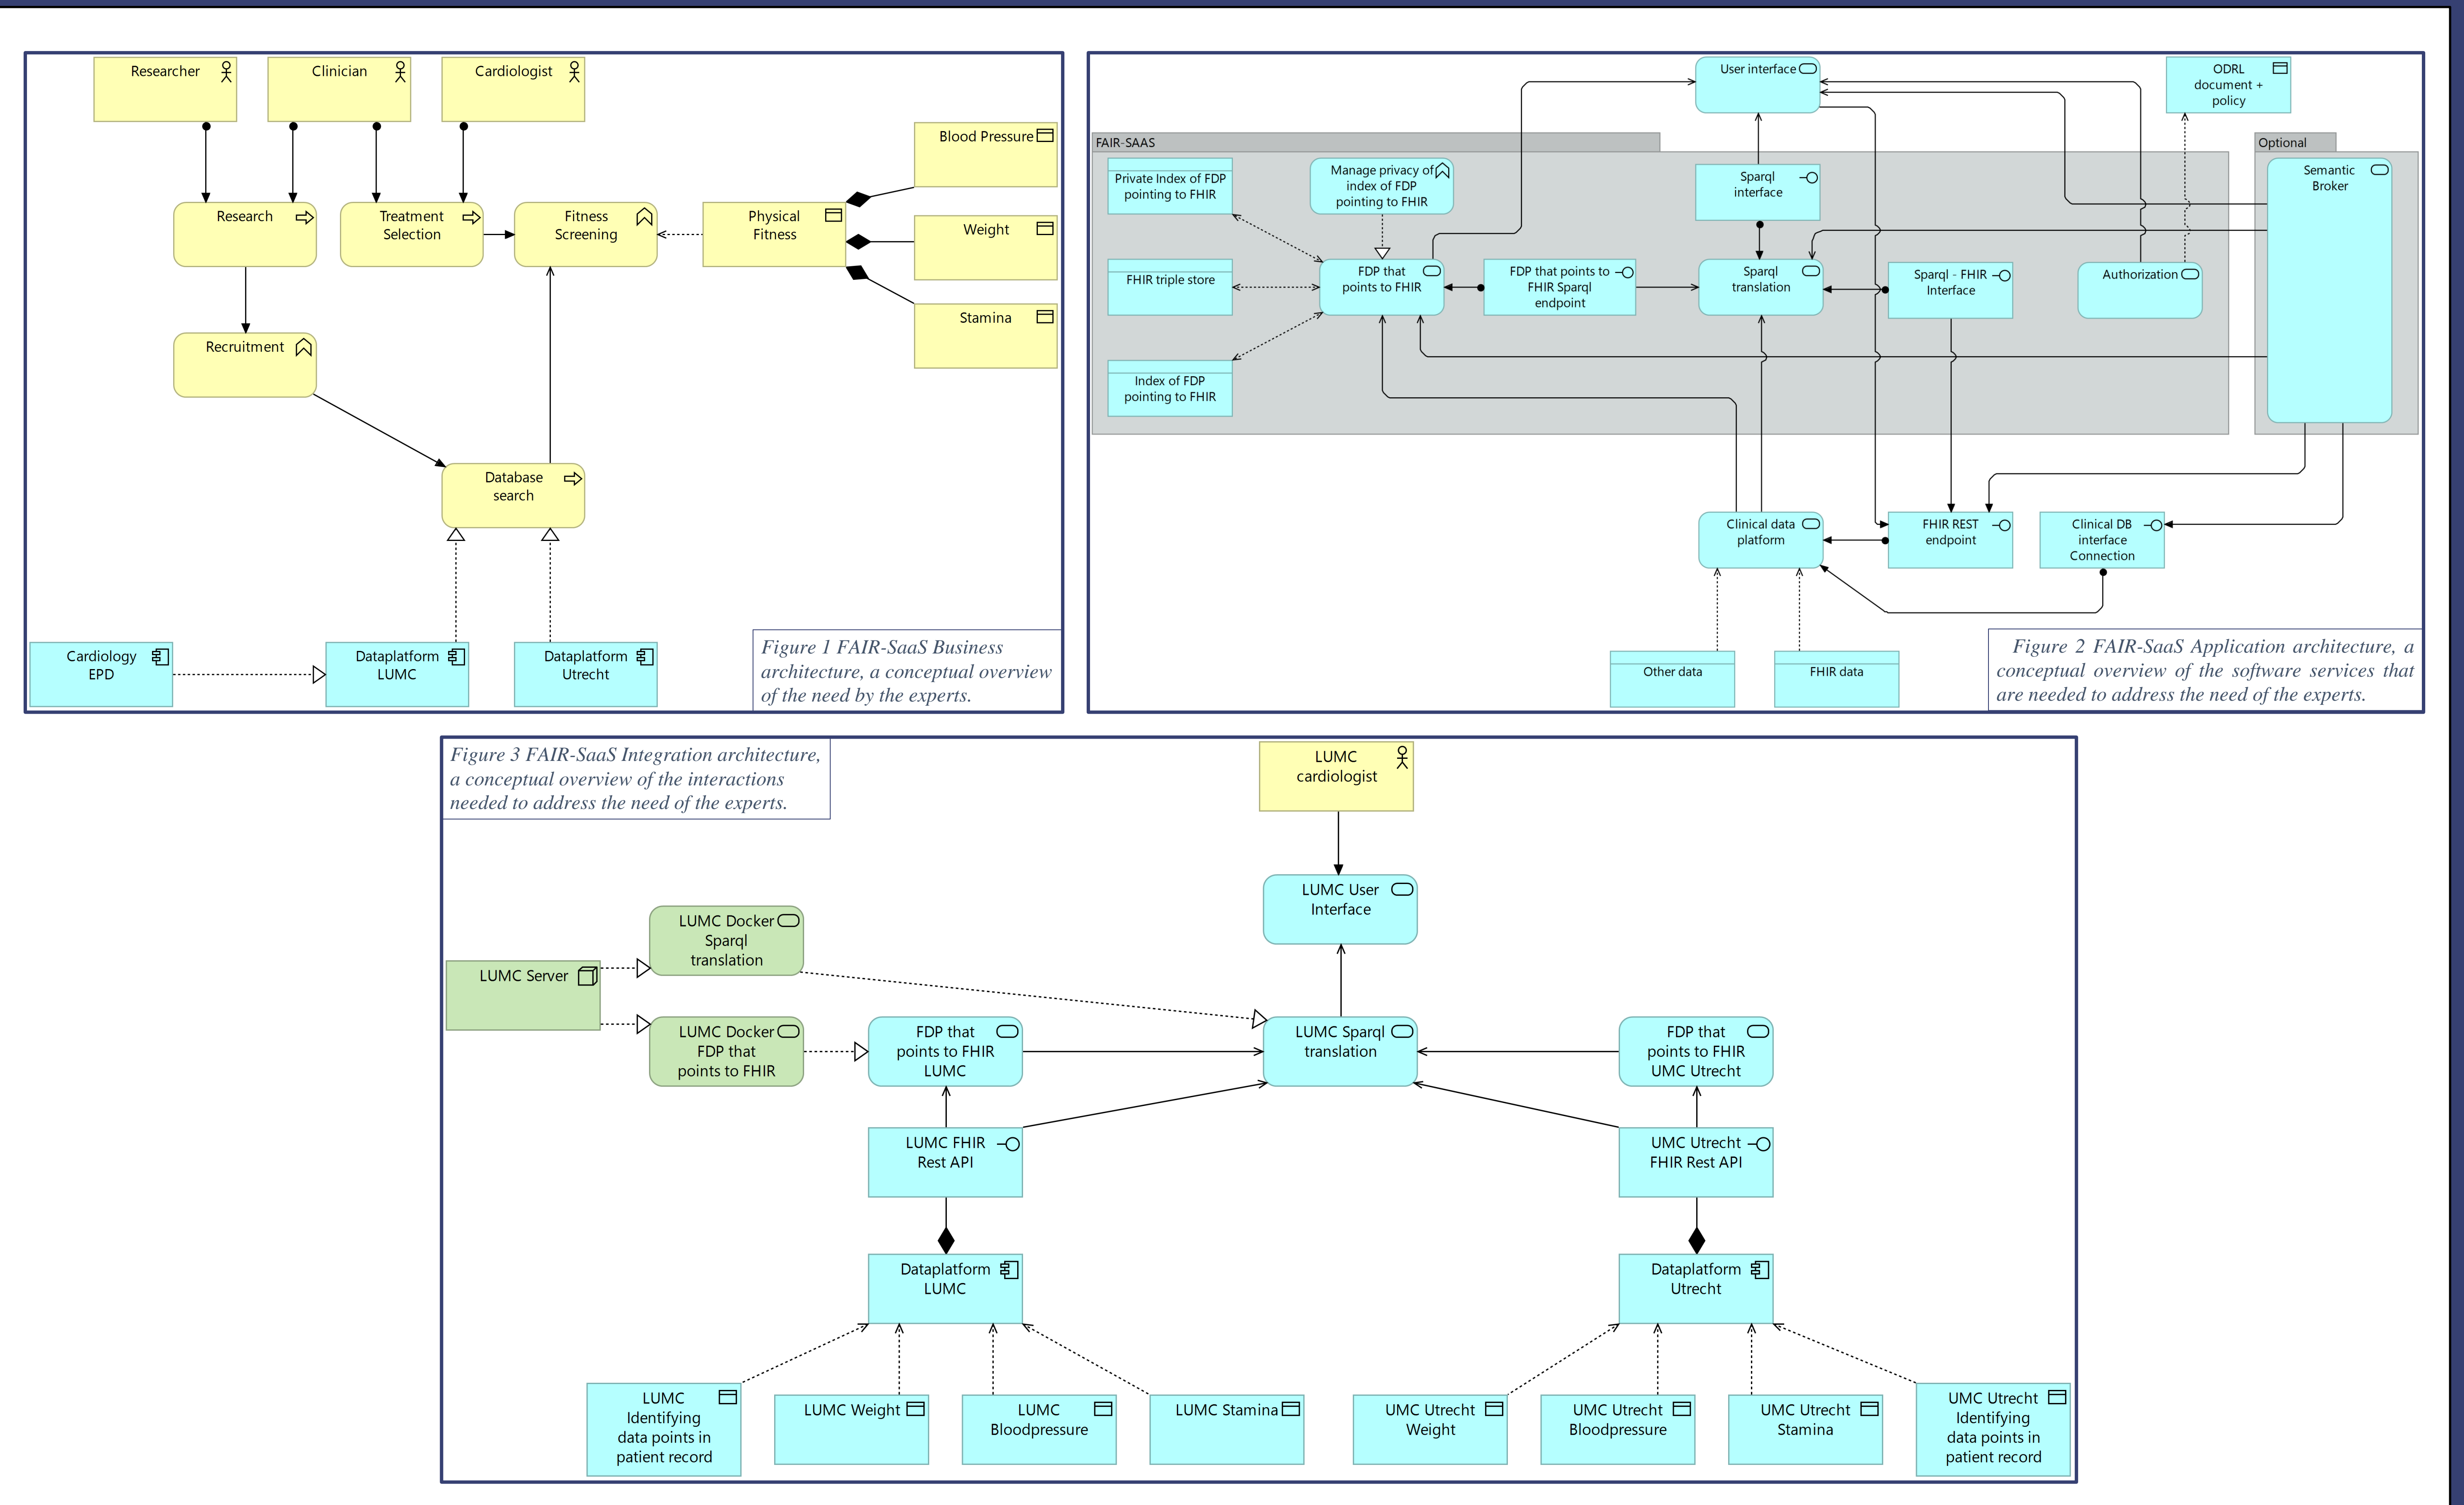 Researcher
Clinician
Cardiologist
Blood Pressure
Research
Treatment
Selection
Fitness
Screening
Physical
Fitness
Weight
Stamina
Recruitment
Database
search
Cardiology
EPD
Dataplatform
LUMC
Dataplatform
Utrecht
Figure 1 FAIR-SaaS Business
architecture, a conceptual overview
of the need by the experts.
User interface
ODRL
document +
policy
FAIR-SAAS
Optional
Private Index of FDP
pointing to FHIR
Manage privacy of
index of FDP
pointing to FHIR
Sparql
interface
Semantic
Broker
FHIR triple store
FDP that
points to FHIR
FDP that points to
FHIR Sparql
endpoint
Sparql
translation
Sparql - FHIR
Interface
Authorization
Index of FDP
pointing to FHIR
Clinical data
platform
FHIR REST
endpoint
Clinical DB
interface
Connection
Other data
FHIR data
Figure 2 FAIR-SaaS Application architecture, a
conceptual overview of the software services that
are needed to address the need of the experts.
Figure 3 FAIR-SaaS Integration architecture,
a conceptual overview of the interactions
needed to address the need of the experts.
LUMC
cardiologist
LUMC User
Interface
LUMC Docker
Sparql
translation
LUMC Server
LUMC Docker
FDP that
points to FHIR
FDP that
points to FHIR
LUMC
LUMC Sparql
translation
FDP that
points to FHIR
UMC Utrecht
LUMC FHIR
Rest API
UMC Utrecht
FHIR Rest API
Dataplatform
LUMC
Dataplatform
Utrecht
LUMC
Identifying
data points in
patient record
LUMC Weight
LUMC
Bloodpressure
LUMC Stamina
UMC Utrecht
Weight
UMC Utrecht
Bloodpressure
UMC Utrecht
Stamina
UMC Utrecht
Identifying
data points in
patient record